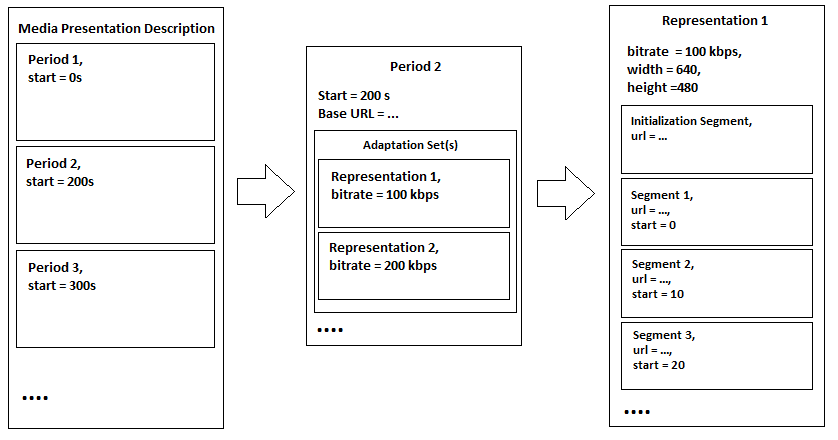 Media Presentation Description
Period 1,
start = 0s
Period 2,
start = 200s
Period 3,
start = 300s
....
Period 2
Start = 200 s
Base URL = ...
Adaptation Set(s)
Representation 1,
bitrate = 100 kbps
Representation 2,
bitrate = 200 kbps
....
Representation 1
bitrate = 100 kbps,
width = 640,
height =480
Initialization Segment,
url = ...
Segment 1,
url = ...,
start = 0
Segment 2,
url = ...,
start = 10
Segment 3,
url = ...,
start = 20
....